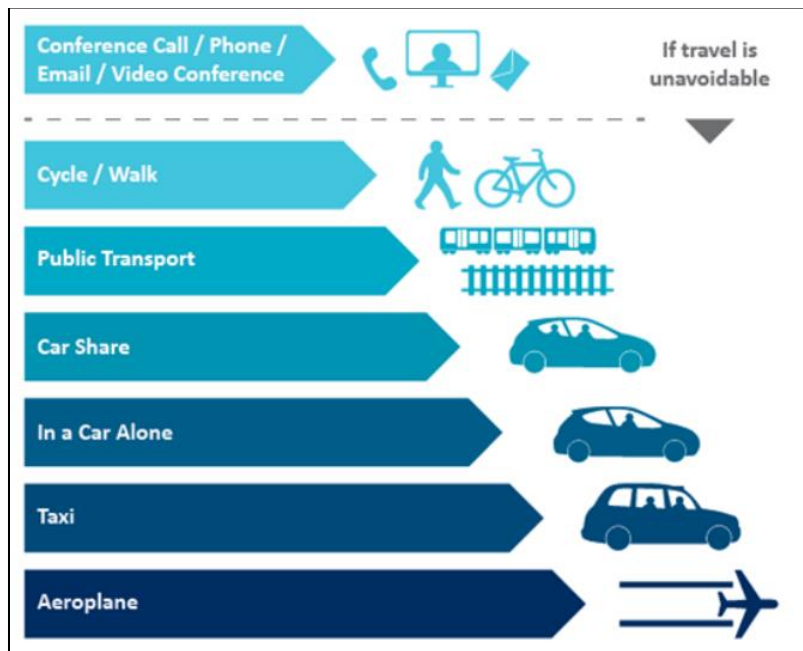 Conference Call / Phone /
Email / Video Conference
If travel is
unavoidable
Cycle / Walk
Public Transport
Car Share
In a Car Alone
Taxi
Aeroplane